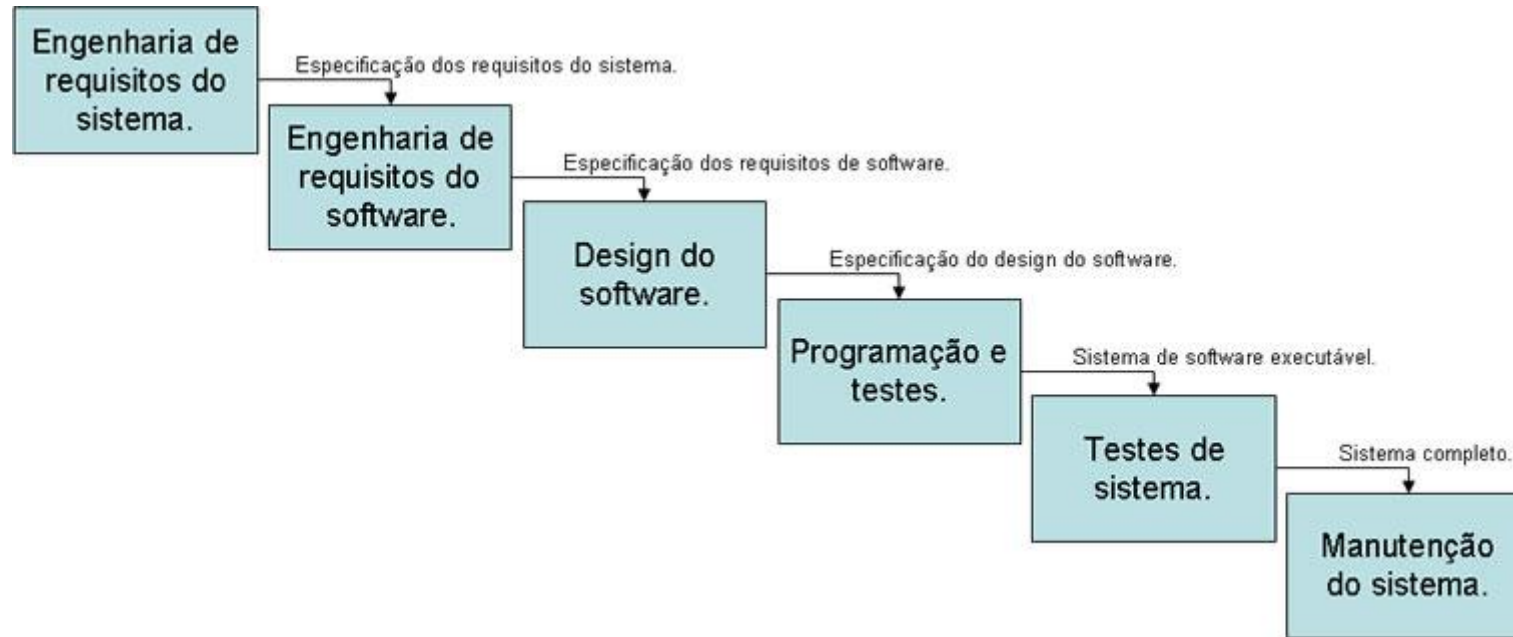 Engenharia de
requisitos do
sistema.
Especificação dos requisitos do sistema.
Engenharia de
requisitos do
software.
Especificação dos requisitos de software.
Design do
software.
Especificação do design do software.
Programação e
testes.
Sistema de software executável.
Testes de
sistema.
Sistema completo.
Manutenção
do sistema.